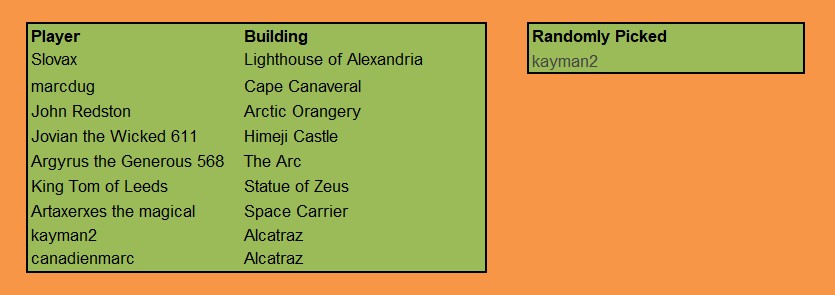 Player Building
Slovax Lighthouse of Alexandria
marcdug Cape Canaveral
John Redston Arctic Orangery
Jovian the Wicked 611 Himeji Castle
Argyrus the Generous 568 The Arc
King Tom of Leeds Statue of Zeus
Artaxerxes the magical Space Carrier
kayman2 Alcatraz
canadienmarc Alcatraz
Randomly Picked
kayman2